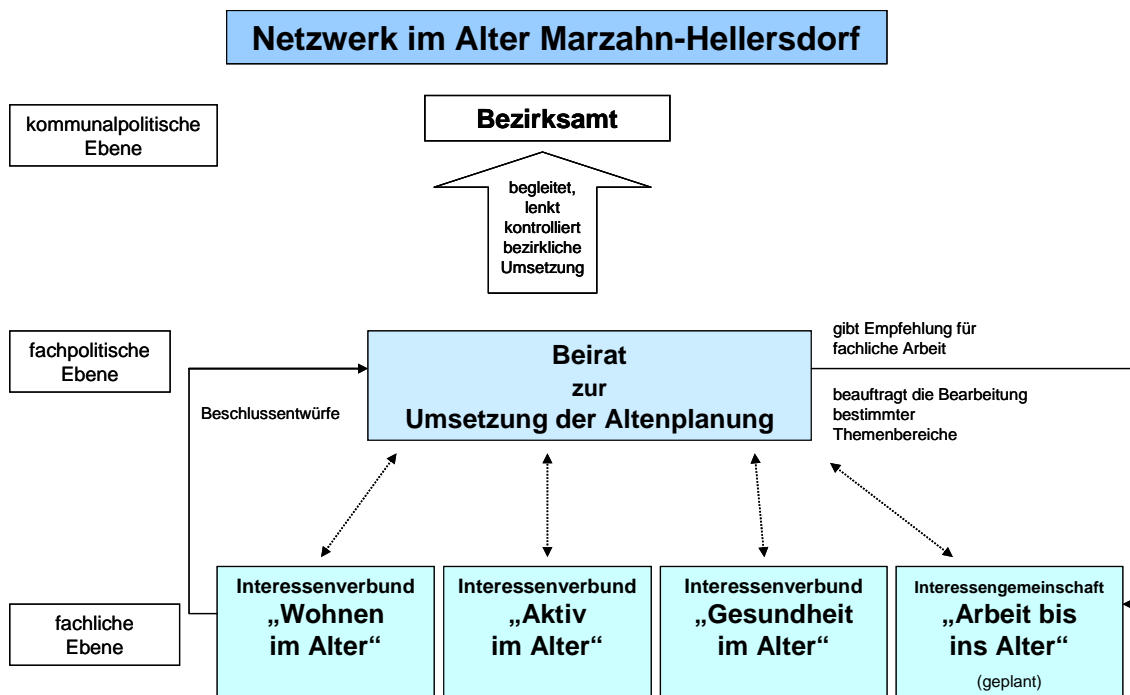 Netzwerk im Alter Marzahn-Hellersdorf
kommunalpolitische
Ebene
Bezirksamt
begleitet,
lenkt
kontrolliert
bezirkliche
Umsetzung
fachpolitische
Ebene
Beschlussentwürfe
Beirat
zur
Umsetzung der Altenplanung
gibt Empfehlung für
fachliche Arbeit
beauftragt die Bearbeitung
bestimmter
Themenbereiche
fachliche
Ebene
Interessenverbund
„Wohnen
im Alter“
Interessenverbund
„Aktiv
im Alter“
Interessenverbund
„Gesundheit
im Alter“
Interessengemeinschaft
„Arbeit bis
ins Alter“
(geplant)